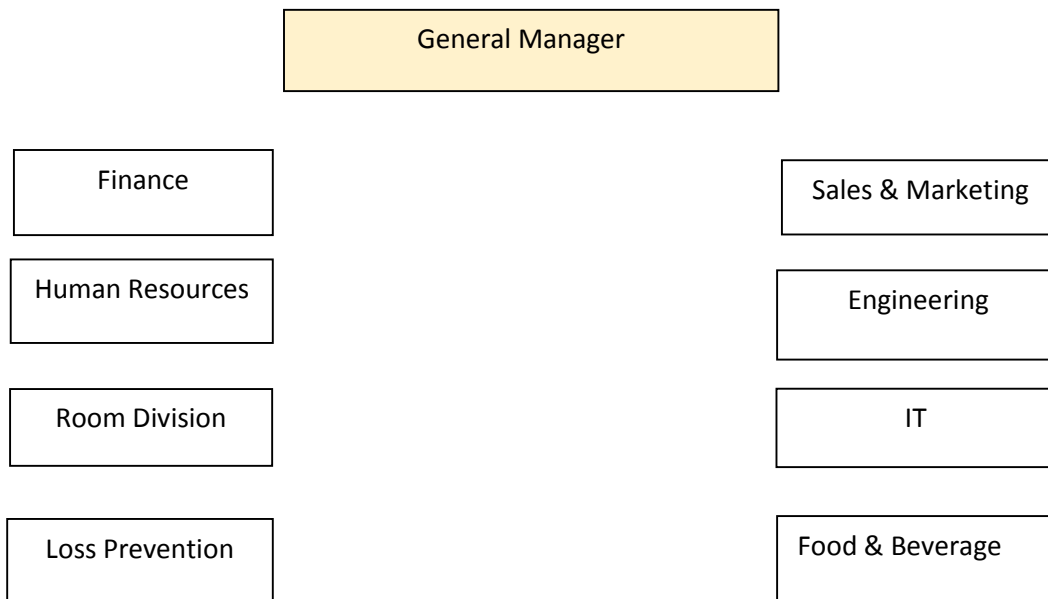 General Manager
Finance
Sales & Marketing
Human Resources
Engineering
Room Division
IT
Loss Prevention
Food & Beverage